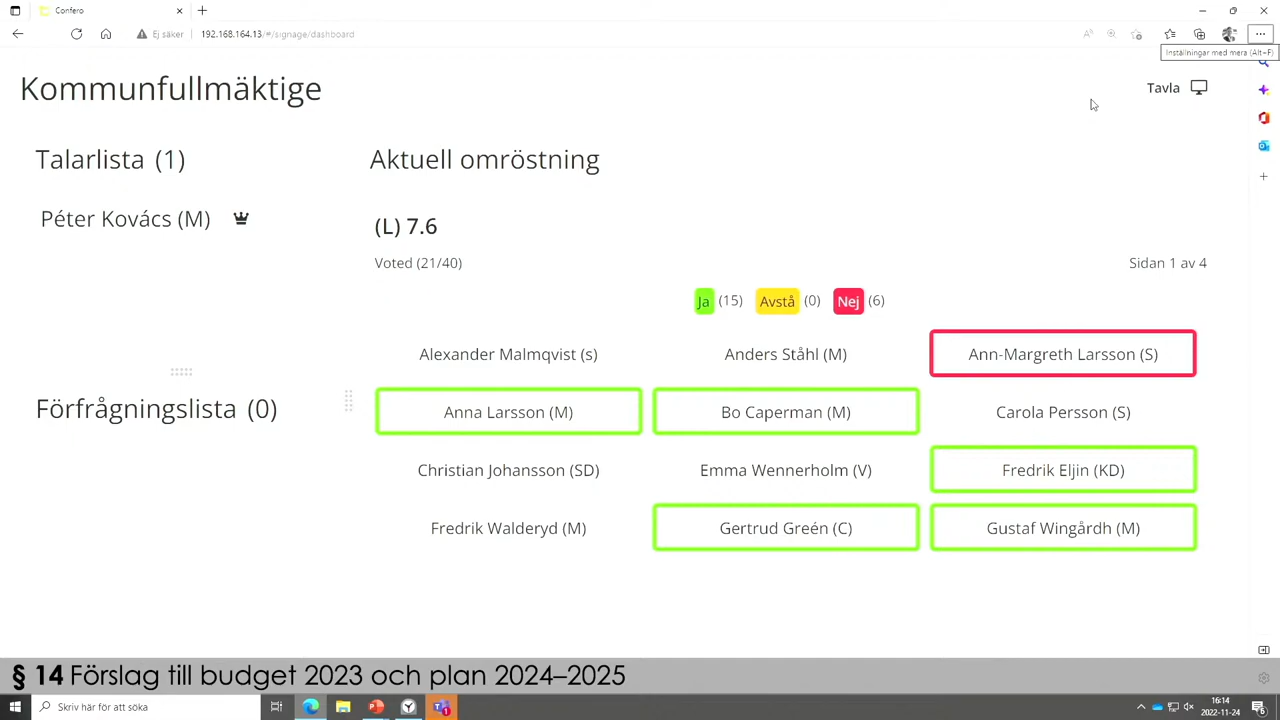 Confero
Ej säker
192.168.164.13/#/signage/dashboard
Inställningar med mera (Alt+F)
Kommunfullmäktige
Tavla
Talarlista (1)
Aktuell omröstning
Péter Kovács (M)
(L) 7.6
Voted (21/40)
Sidan 1 av 4
Ja (15) Avstå (0) Nej (6)
Alexander Malmqvist (s)
Anders Ståhl (M)
Ann-Margreth Larsson (S)
Förfrågningslista (0)
Anna Larsson (M)
Bo Caperman (M)
Carola Persson (S)
Christian Johansson (SD)
Emma Wennerholm (V)
Fredrik Eljin (KD)
Fredrik Walderyd (M)
Gertrud Greén (C)
Gustaf Wingårdh (M)
§ 14 Förslag till budget 2023 och plan 2024–2025
Skriv här för att söka
16:14
2022-11-24